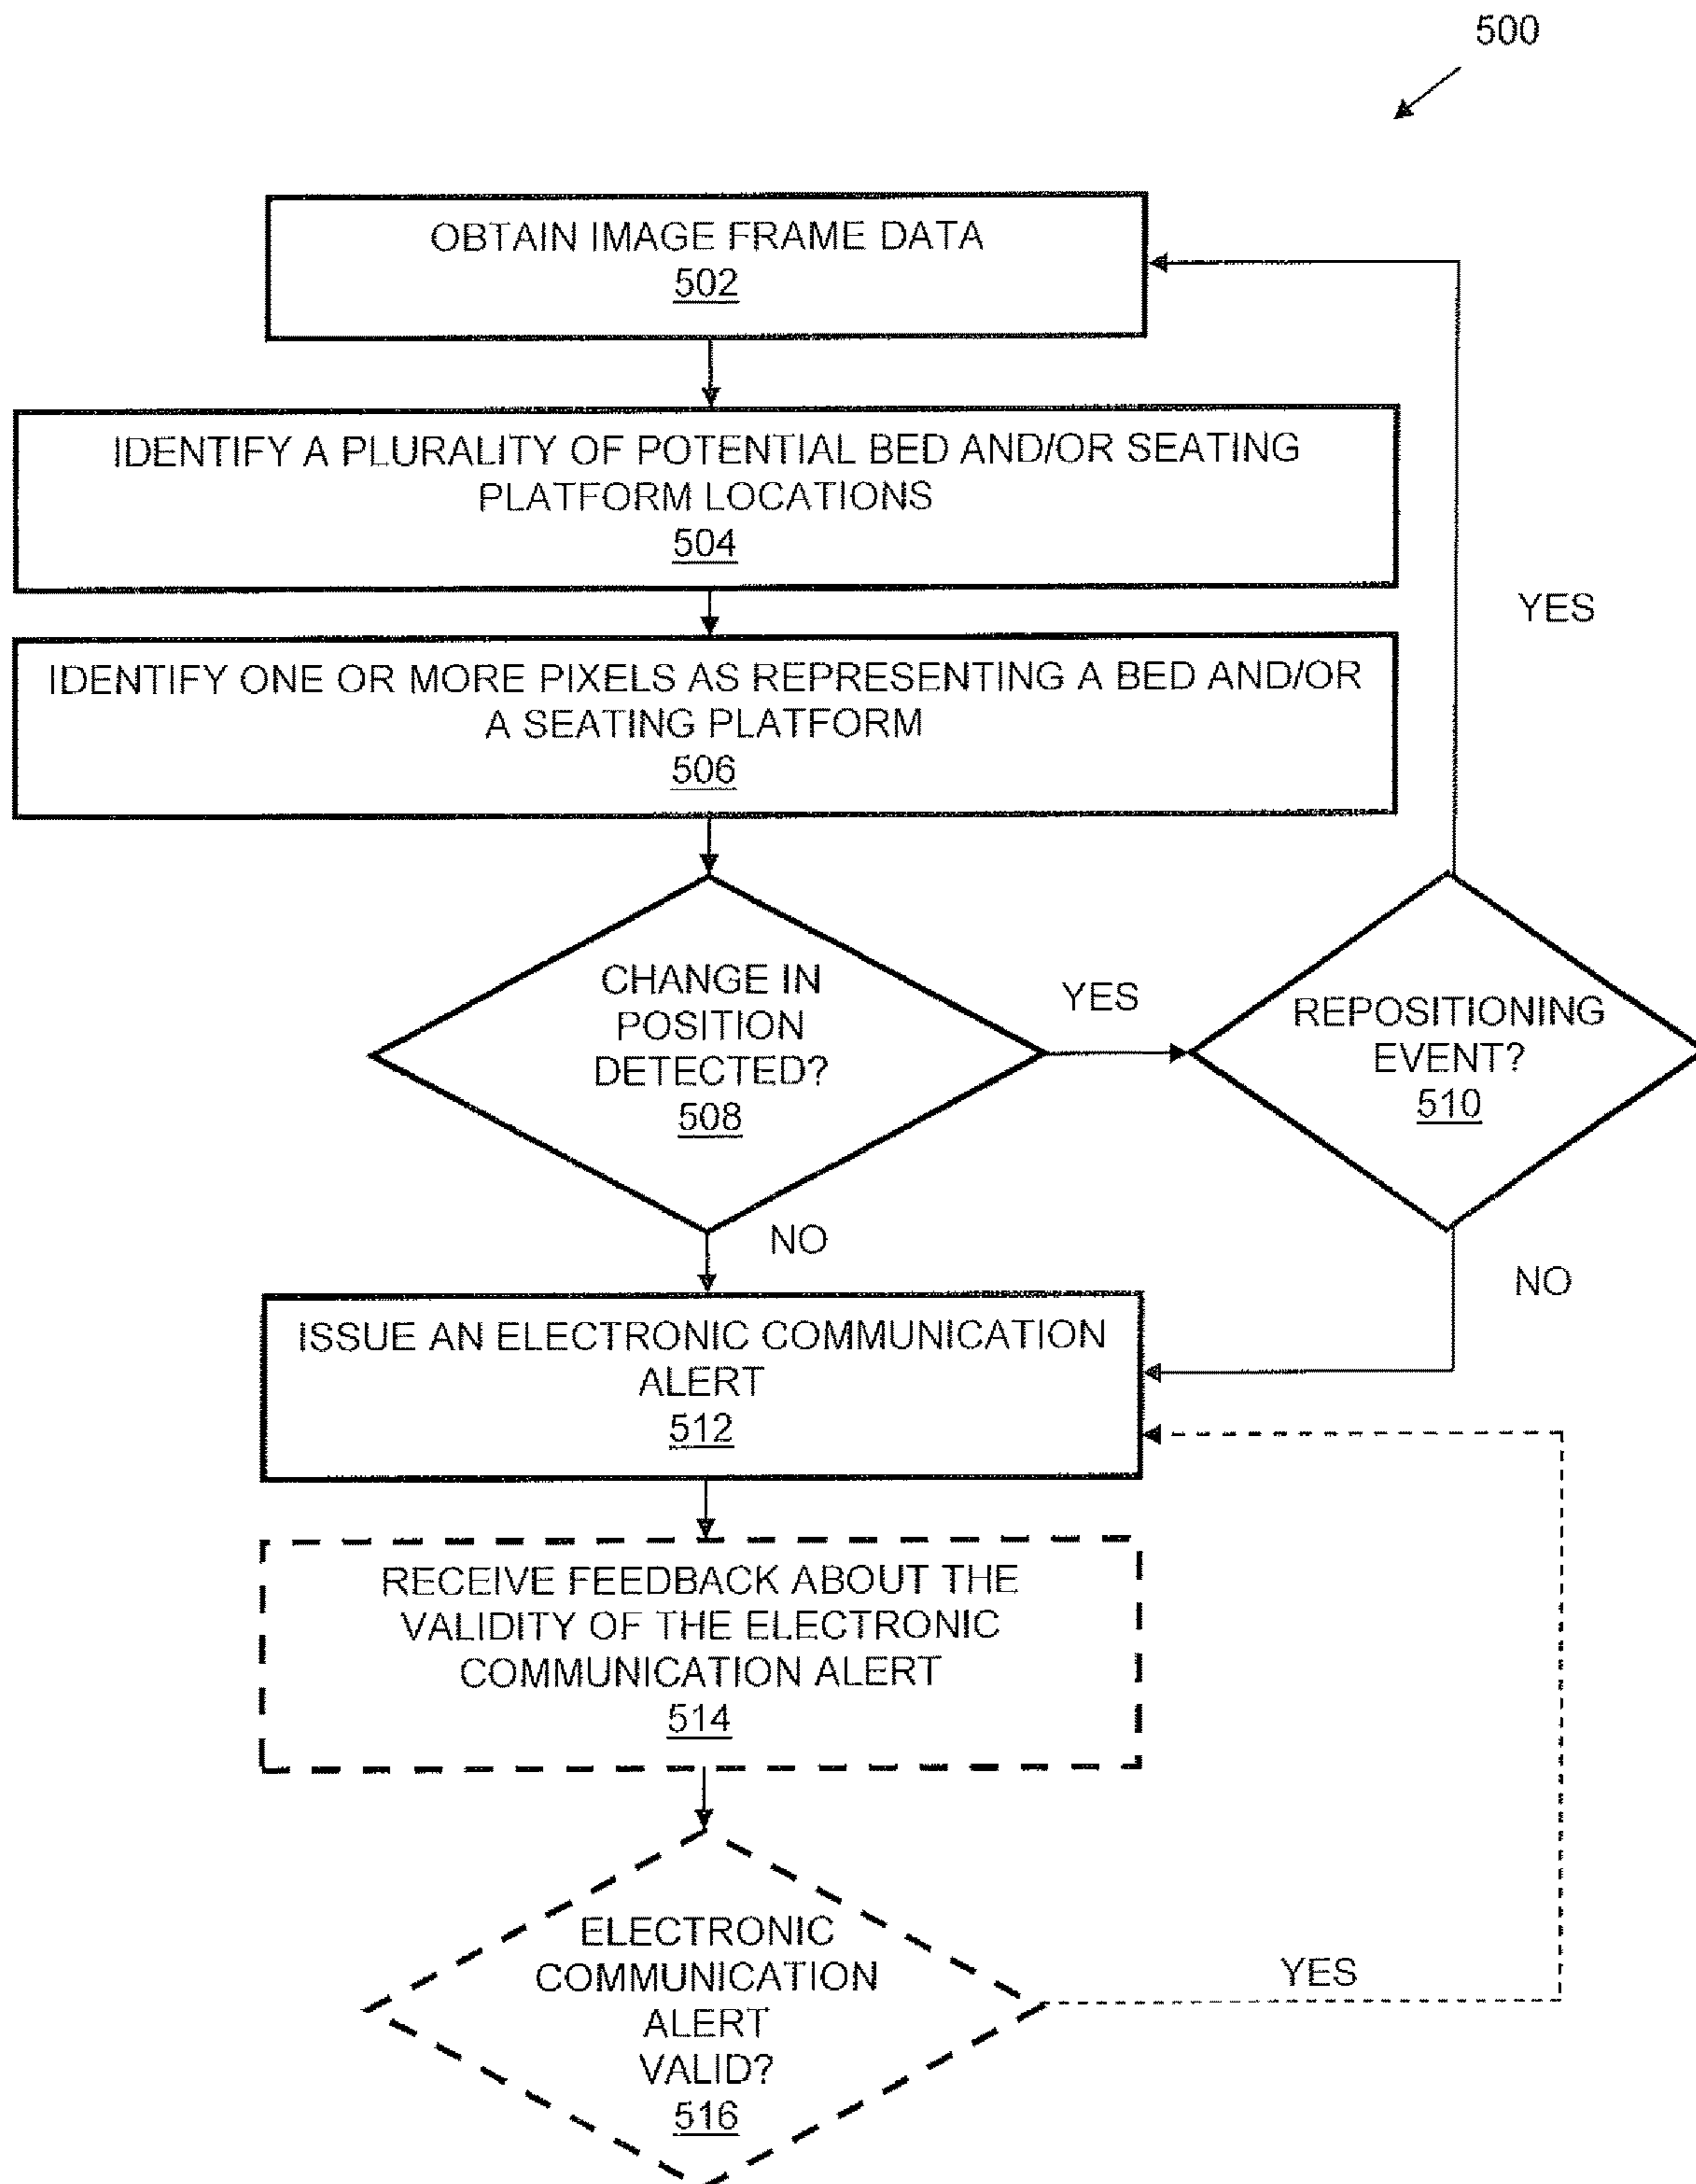 500
OBTAIN IMAGE FRAME DATA
502
IDENTIFY A PLURALITY OF POTENTIAL BED AND/OR SEATING
PLATFORM LOCATIONS
504
YES
IDENTIFY ONE OR MORE PIXELS AS REPRESENTING A BED AND/OR
A SEATING PLATFORM
506
CHANGE IN
POSITION
DETECTED?
508
YES
REPOSITIONING
EVENT?
510
NO
NO
ISSUE AN ELECTRONIC COMMUNICATION
ALERT
512
RECEIVE FEEDBACK ABOUT THE
VALIDITY OF THE ELECTRONIC
COMMUNICATION ALERT
514
ELECTRONIC
COMMUNICATION
ALERT
VALID?
516
YES